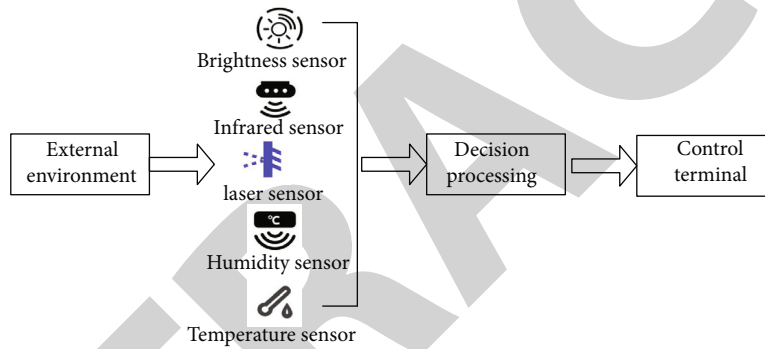 Brightness sensor
Infrared sensor
External
environment
laser sensor
Decision
processing
Control
terminal
°C
Humidity sensor
Temperature sensor